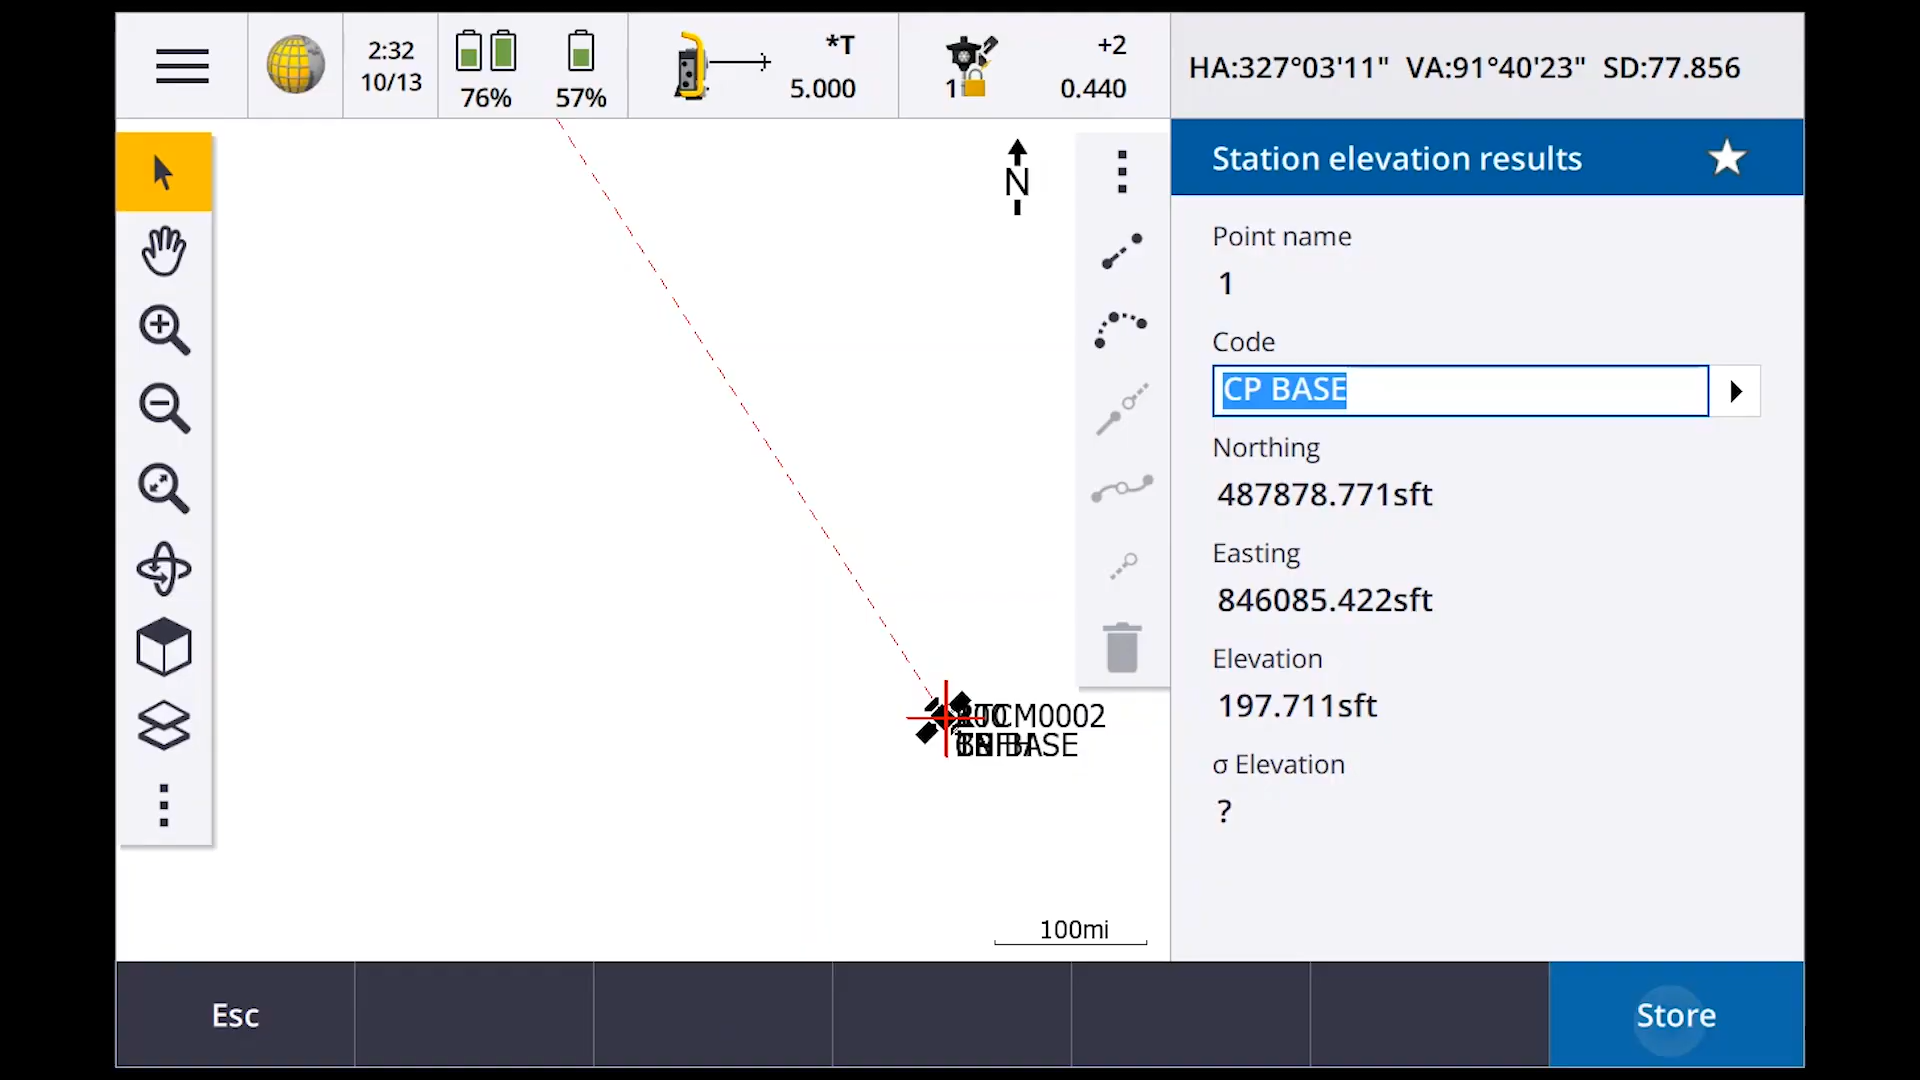 2:32
10/13
76%
57%
*T
5.000
1
+2
0.440
HA:327°03'11" VA:91°40'23" SD:77.856
N
Station elevation results
Point name
1
Code
CP BASE
Northing
487878.771sft
Easting
846085.422sft
Elevation
197.711sft
σ Elevation
?
100mi
Esc
Store